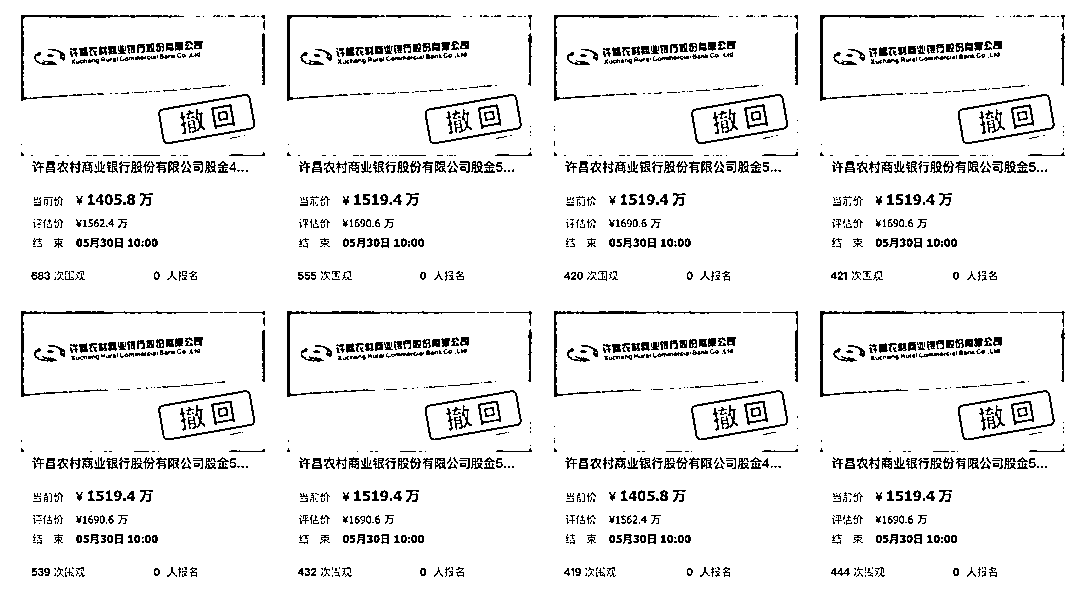 许昌农村商业银行股份有限公司
Xuchang Rural Commercial Bank Co.,Ltd
撤回
许昌农村商业银行股份有限公司股金4...
当前价 ¥1405.8万
评估价 ¥1562.4万
结束 05月30日 10:00
683次围观 0人报名
许昌农村商业银行股份有限公司
Xuchang Rural Commercial Bank Co.,Ltd
撤回
许昌农村商业银行股份有限公司股金5...
当前价 ¥1519.4万
评估价 ¥1690.6万
结束 05月30日 10:00
555次围观 0人报名
许昌农村商业银行股份有限公司
Xuchang Rural Commercial Bank Co.,Ltd
撤回
许昌农村商业银行股份有限公司股金5...
当前价 ¥1519.4万
评估价 ¥1690.6万
结束 05月30日 10:00
420次围观 0人报名
许昌农村商业银行股份有限公司
Xuchang Rural Commercial Bank Co.,Ltd
撤回
许昌农村商业银行股份有限公司股金5...
当前价 ¥1519.4万
评估价 ¥1690.6万
结束 05月30日 10:00
421次围观 0人报名
许昌农村商业银行股份有限公司
Xuchang Rural Commercial Bank Co.,Ltd
撤回
许昌农村商业银行股份有限公司股金5...
当前价 ¥1519.4万
评估价 ¥1690.6万
结束 05月30日 10:00
539次围观 0人报名
许昌农村商业银行股份有限公司
Xuchang Rural Commercial Bank Co.,Ltd
撤回
许昌农村商业银行股份有限公司股金5...
当前价 ¥1519.4万
评估价 ¥1690.6万
结束 05月30日 10:00
432次围观 0人报名
许昌农村商业银行股份有限公司
Xuchang Rural Commercial Bank Co.,Ltd
撤回
许昌农村商业银行股份有限公司股金4...
当前价 ¥1405.8万
评估价 ¥1562.4万
结束 05月30日 10:00
419次围观 0人报名
许昌农村商业银行股份有限公司
Xuchang Rural Commercial Bank Co.,Ltd
撤回
许昌农村商业银行股份有限公司股金5...
当前价 ¥1519.4万
评估价 ¥1690.6万
结束 05月30日 10:00
444次围观 0人报名